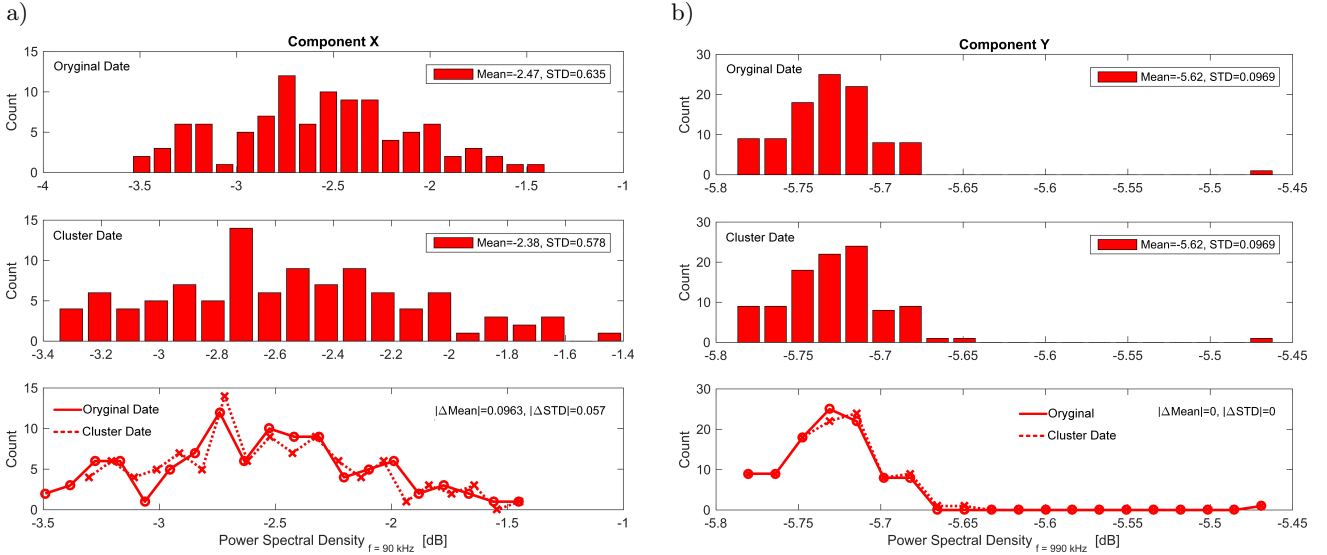 a)
Component X
Oryginal Date
Mean=-2.47, STD=0.635
Count
15
10
5
0
-4 -3.5 -3 -2.5 -2 -1.5 -1
Cluster Date
Mean=-2.38, STD=0.578
Count
15
10
5
0
-3.4 -3.2 -3 -2.8 -2.6 -2.4 -2.2 -2 -1.8 -1.6 -1.4
Oryginal Date
Cluster Date
|ΔMean|=0.0963, |ΔSTD|=0.057
Count
15
10
5
0
-3.5 -3 -2.5 -2 -1.5 -1
Power Spectral Density f = 90 kHz [dB]
b)
Component Y
Oryginal Date
Mean=-5.62, STD=0.0969
Count
30
20
10
0
-5.8 -5.75 -5.7 -5.65 -5.6 -5.55 -5.5 -5.45
Cluster Date
Mean=-5.62, STD=0.0969
Count
30
20
10
0
-5.8 -5.75 -5.7 -5.65 -5.6 -5.55 -5.5 -5.45
Oryginal
Cluster Date
|ΔMean|=0, |ΔSTD|=0
Count
30
20
10
0
-5.8 -5.75 -5.7 -5.65 -5.6 -5.55 -5.5 -5.45
Power Spectral Density f = 990 kHz [dB]